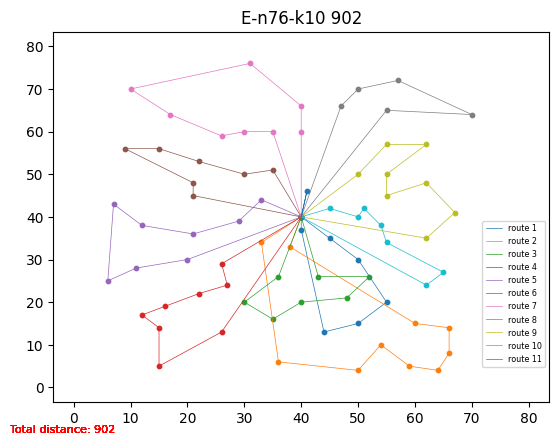 E-n76-k10 902
80
70
60
50
40
30
20
10
0
0 10 20 30 40 50 60 70 80
route 1
route 2
route 3
route 4
route 5
route 6
route 7
route 8
route 9
route 10
route 11
Total distance: 902